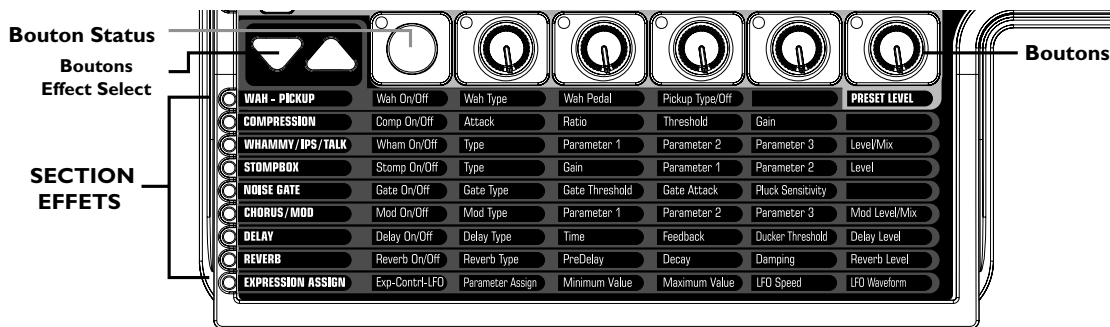 Bouton Status
Boutons
Effect Select
Boutons
SECTION
EFFETS
WAH - PICKUP Wah On/Off Wah Type Wah Pedal Pickup Type/Off PRESET LEVEL
COMPRESSION Comp On/Off Attack Ratio Threshold Gain
WHAMMY/IPS/TALK Wham On/Off Type Parameter 1 Parameter 2 Parameter 3 Level/Mix
STOMPBOX Stomp On/Off Type Gain Parameter 1 Parameter 2 Level
NOISE GATE Gate On/Off Gate Type Gate Threshold Gate Attack Pluck Sensitivity
CHORUS/MOD Mod On/Off Mod Type Parameter 1 Parameter 2 Parameter 3 Mod Level/Mix
DELAY Delay On/Off Delay Type Time Feedback Ducker Threshold Delay Level
REVERB Reverb On/Off Reverb Type PreDelay Decay Damping Reverb Level
EXPRESSION ASSIGN Exp-Contrl-LFO Parameter Assign Minimum Value Maximum Value LFO Speed LFO Waveform